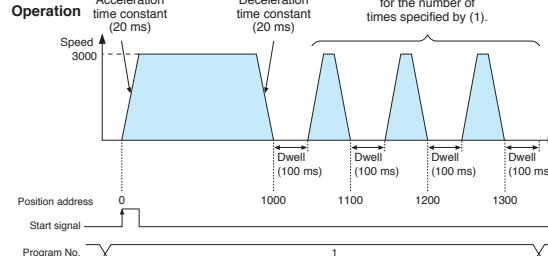 Operation
Acceleration
time constant
(20 ms)
Deceleration
time constant
(20 ms)
for the number of
times specified by (1).
Speed
3000
Dwell
(100 ms)
Dwell
(100 ms)
Dwell
(100 ms)
Dwell
(100 ms
Position address 0 1000 1100 1200 1300
Start signal
Program No. 1